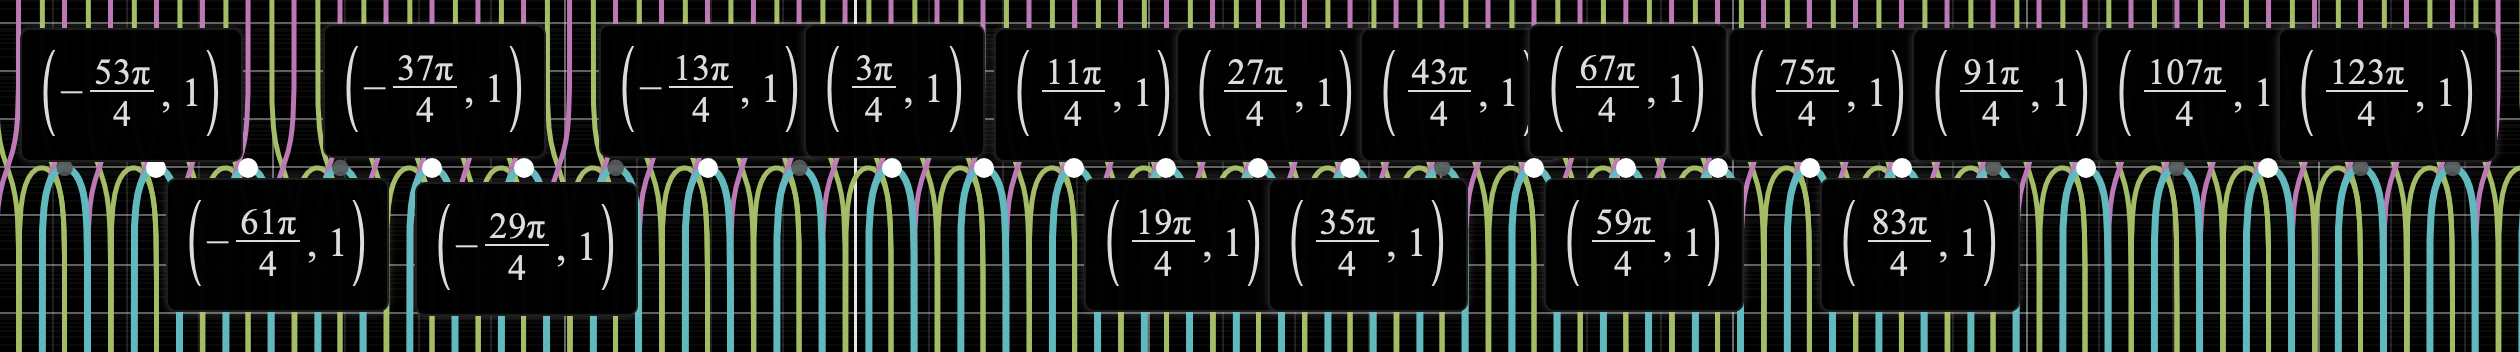 (-53π/4, 1)
(-37π/4, 1)
(-13π/4, 1)
(3π/4, 1)
(11π/4, 1)
(27π/4, 1)
(43π/4, 1
(67π/4, 1)
(75π/4, 1)
(91π/4, 1)
(107π/4, 1
(123π/4, 1)
(-61π/4, 1)
(-29π/4, 1)
(19π/4, 1)
(35π/4, 1)
(59π/4, 1)
(83π/4, 1)